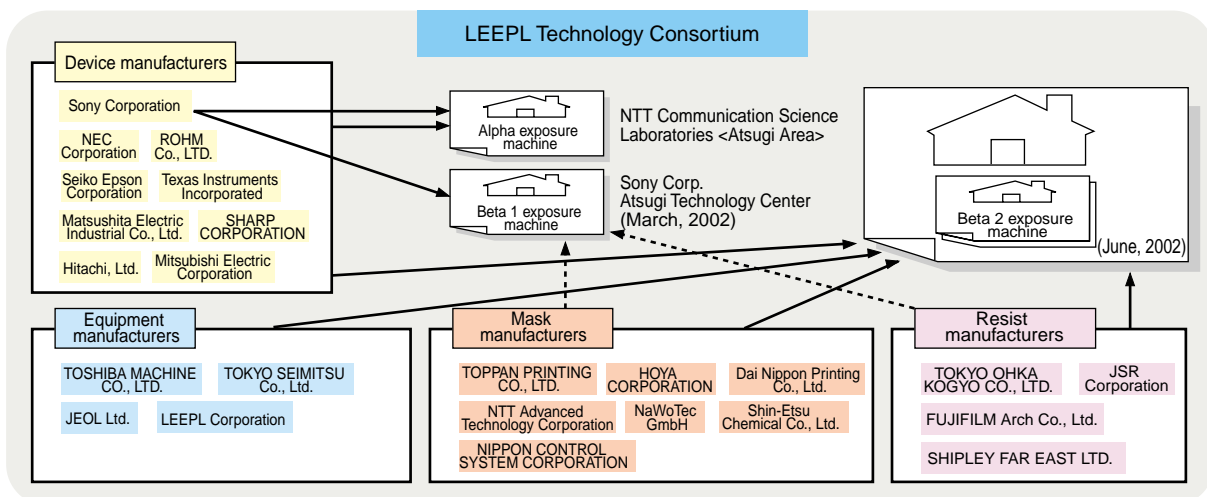 LEEPL Technology Consortium
Device manufacturers
Sony Corporation
NEC
Corporation
ROHM
Co., LTD.
Seiko Epson
Corporation
Texas Instruments
Incorporated
Matsushita Electric
Industrial Co., Ltd.
SHARP
CORPORATION
Hitachi, Ltd.
Mitsubishi Electric
Corporation
Alpha exposure
machine
NTT Communication Science
Laboratories <Atsugi Area>
Beta 1 exposure
machine
Sony Corp.
Atsugi Technology Center
(March, 2002)
Beta 2 exposure
machine
(June, 2002)
Equipment
manufacturers
TOSHIBA MACHINE
CO., LTD.
TOKYO SEIMITSU
Co., Ltd.
JEOL Ltd.
LEEPL Corporation
Mask
manufacturers
TOPPAN PRINTING
CO., LTD.
HOYA
CORPORATION
Dai Nippon Printing
Co., Ltd.
NTT Advanced
Technology Corporation
NaWoTec
GmbH
Shin-Etsu
Chemical Co., Ltd.
NIPPON CONTROL
SYSTEM CORPORATION
Resist
manufacturers
TOKYO OHKA
KOGYO CO., LTD.
JSR
Corporation
FUJIFILM Arch Co., Ltd.
SHIPLEY FAR EAST LTD.